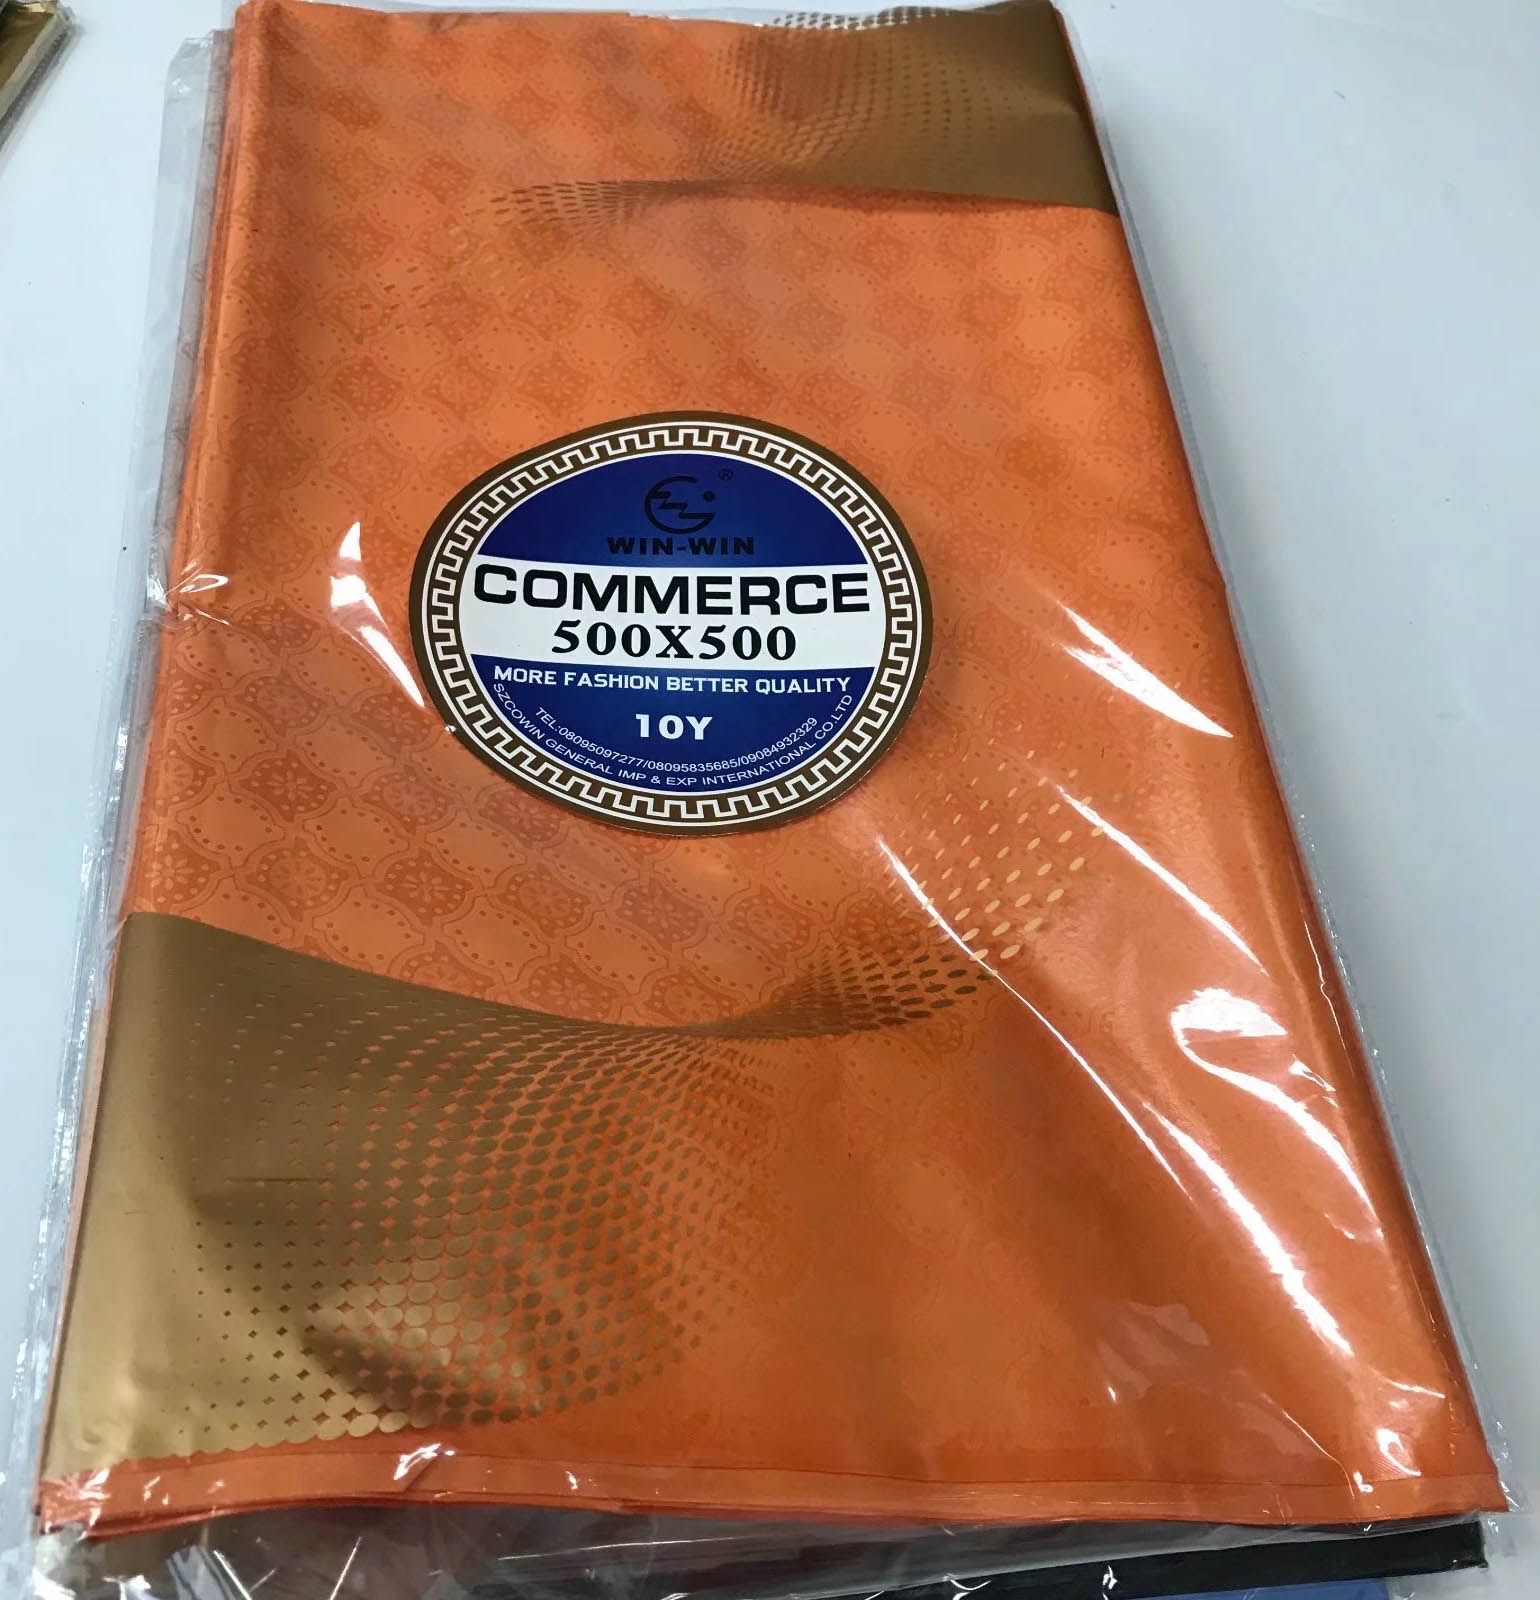 ®
WIN-WIN
COMMERCE
500X500
MORE FASHION BETTER QUALITY
10Y
TEL:08095097277/08095835685/09084932329
SZCOWIN GENERAL IMP & EXP INTERNATIONAL CO.LTD